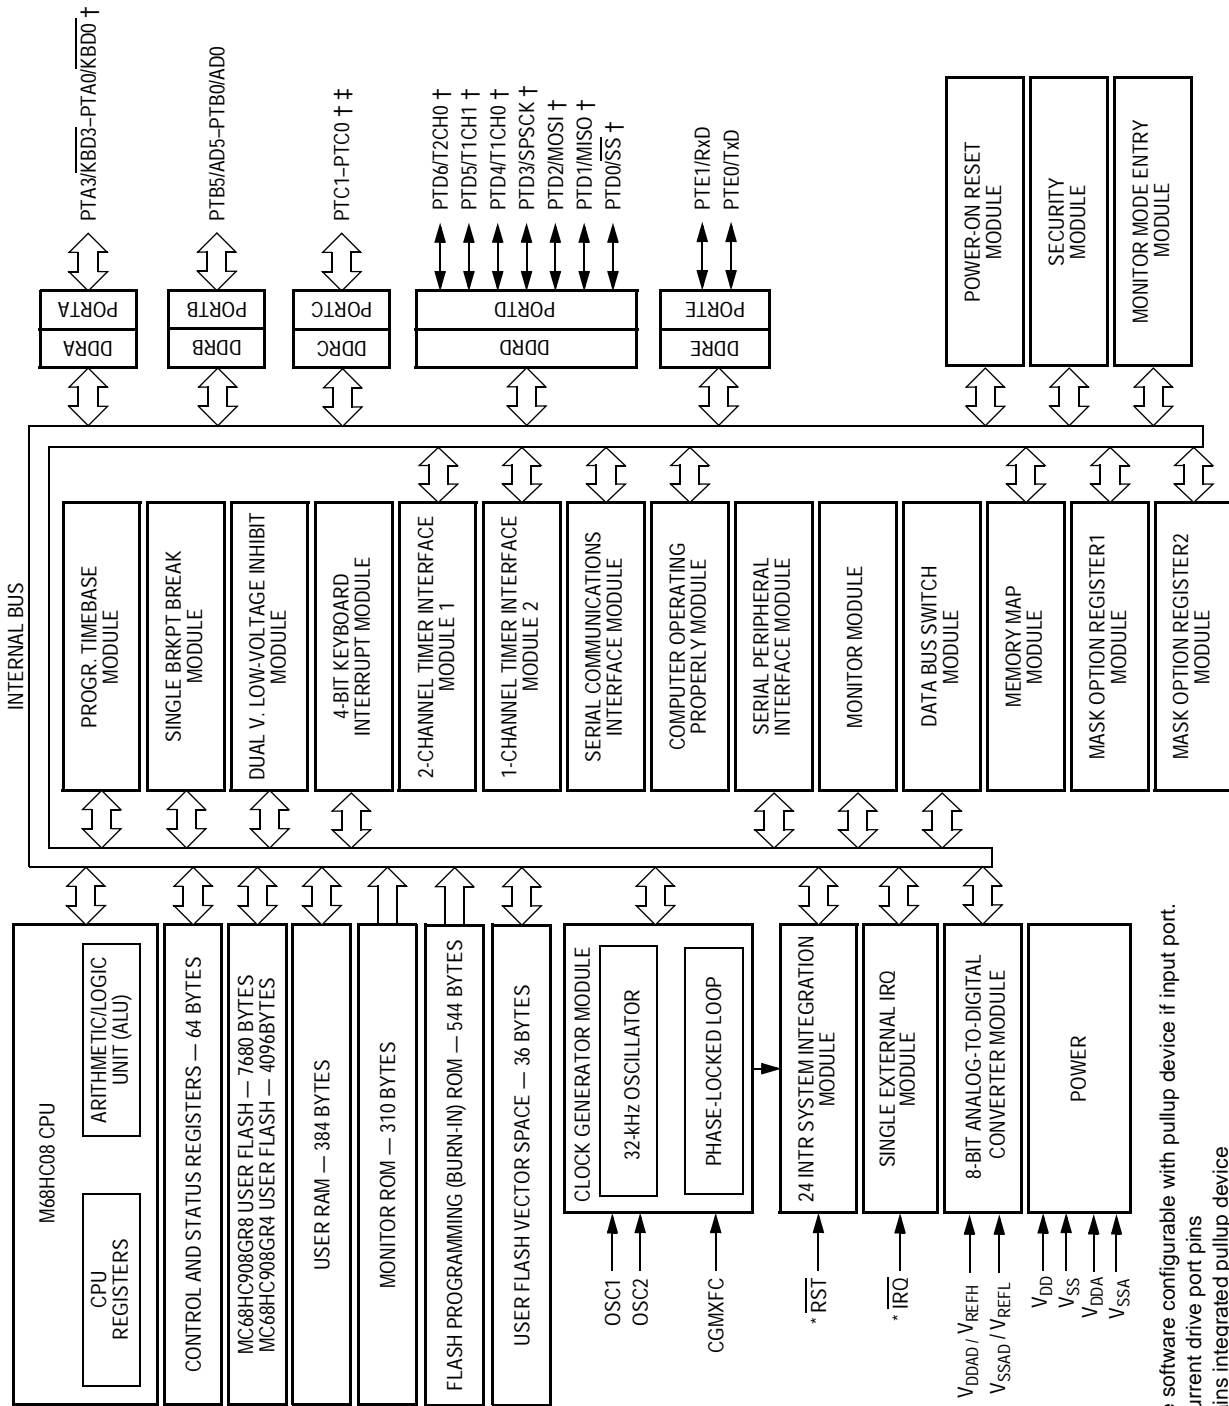 INTERNAL BUS
M68HC08 CPU
CPU
REGISTERS
ARITHMETIC/LOGIC
UNIT (ALU)
CONTROL AND STATUS REGISTERS — 64 BYTES
MC68HC908GR8 USER FLASH — 7680 BYTES
MC68HC908GR4 USER FLASH — 4096BYTES
USER RAM — 384 BYTES
MONITOR ROM — 310 BYTES
FLASH PROGRAMMING (BURN-IN) ROM — 544 BYTES
USER FLASH VECTOR SPACE — 36 BYTES
CLOCK GENERATOR MODULE
32-kHz OSCILLATOR
PHASE-LOCKED LOOP
OSC1
OSC2
CGMXFC
24 INTR SYSTEM INTEGRATION
MODULE
* RST
SINGLE EXTERNAL IRQ
MODULE
* IRQ
8-BIT ANALOG-TO-DIGITAL
CONVERTER MODULE
VDDAD / VREFH
VSSAD / VREFL
POWER
VDD
VSS
VDDA
VSSA
PROGR. TIMEBASE
MODULE
SINGLE BRKPT BREAK
MODULE
DUAL V. LOW-VOLTAGE INHIBIT
MODULE
4-BIT KEYBOARD
INTERRUPT MODULE
2-CHANNEL TIMER INTERFACE
MODULE 1
1-CHANNEL TIMER INTERFACE
MODULE 2
SERIAL COMMUNICATIONS
INTERFACE MODULE
COMPUTER OPERATING
PROPERLY MODULE
SERIAL PERIPHERAL
INTERFACE MODULE
MONITOR MODULE
DATA BUS SWITCH
MODULE
MEMORY MAP
MODULE
MASK OPTION REGISTER1
MODULE
MASK OPTION REGISTER2
MODULE
DDRA
PORTA
PTA3/KBD3–PTA0/KBD0 †
DDRB
PORTB
PTB5/AD5–PTB0/AD0
DDRC
PORTC
PTC1–PTC0 † ‡
DDRD
PORTD
PTD6/T2CH0 †
PTD5/T1CH1 †
PTD4/T1CH0 †
PTD3/SPSCK †
PTD2/MOSI †
PTD1/MISO †
PTD0/SS †
DDRE
PORTE
PTE1/RxD
PTE0/TxD
POWER-ON RESET
MODULE
SECURITY
MODULE
MONITOR MODE ENTRY
MODULE
software configurable with pullup device if input port.
drive port pins
integrated pullup device